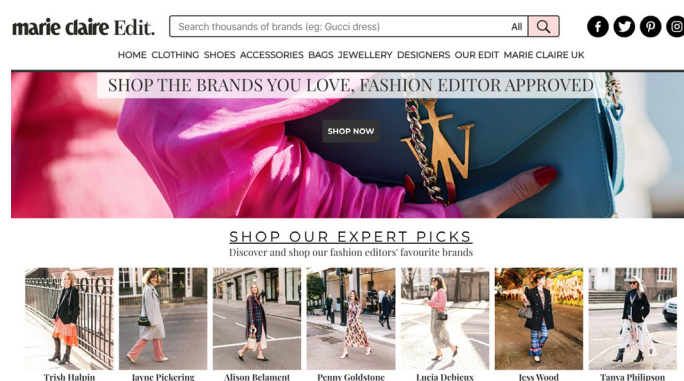 marie claire Edit.
Search thousands of brands (eg: Gucci dress) All
HOME CLOTHING SHOES ACCESSORIES BAGS JEWELLERY DESIGNERS OUR EDIT MARIE CLAIRE UK
SHOP THE BRANDS YOU LOVE, FASHION EDITOR APPROVED
SHOP NOW
SHOP OUR EXPERT PICKS
Discover and shop our fashion editors' favourite brands
Trish Halpin Jayne Pickering Alison Belament Penny Goldstone Lucia Debieux Jess Wood Tanya Philipson